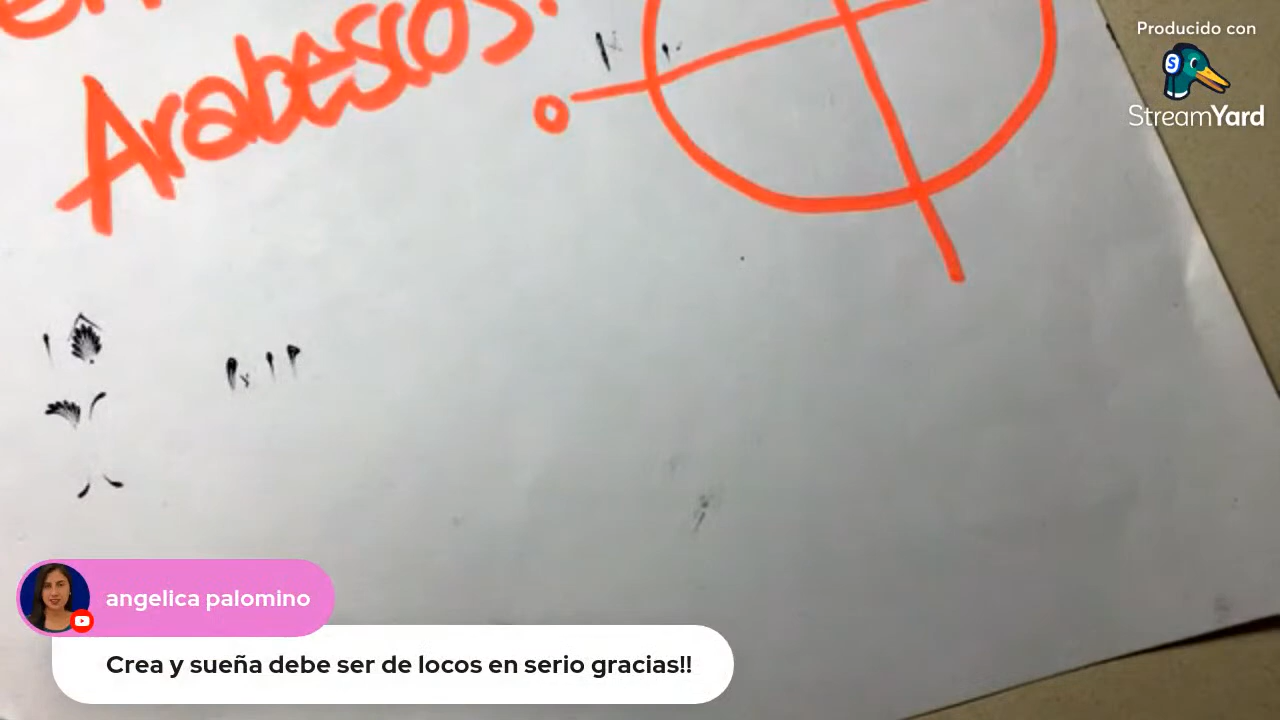 Arabescos.
Producido con
StreamYard
angelica palomino
Crea y sueña debe ser de locos en serio gracias!!